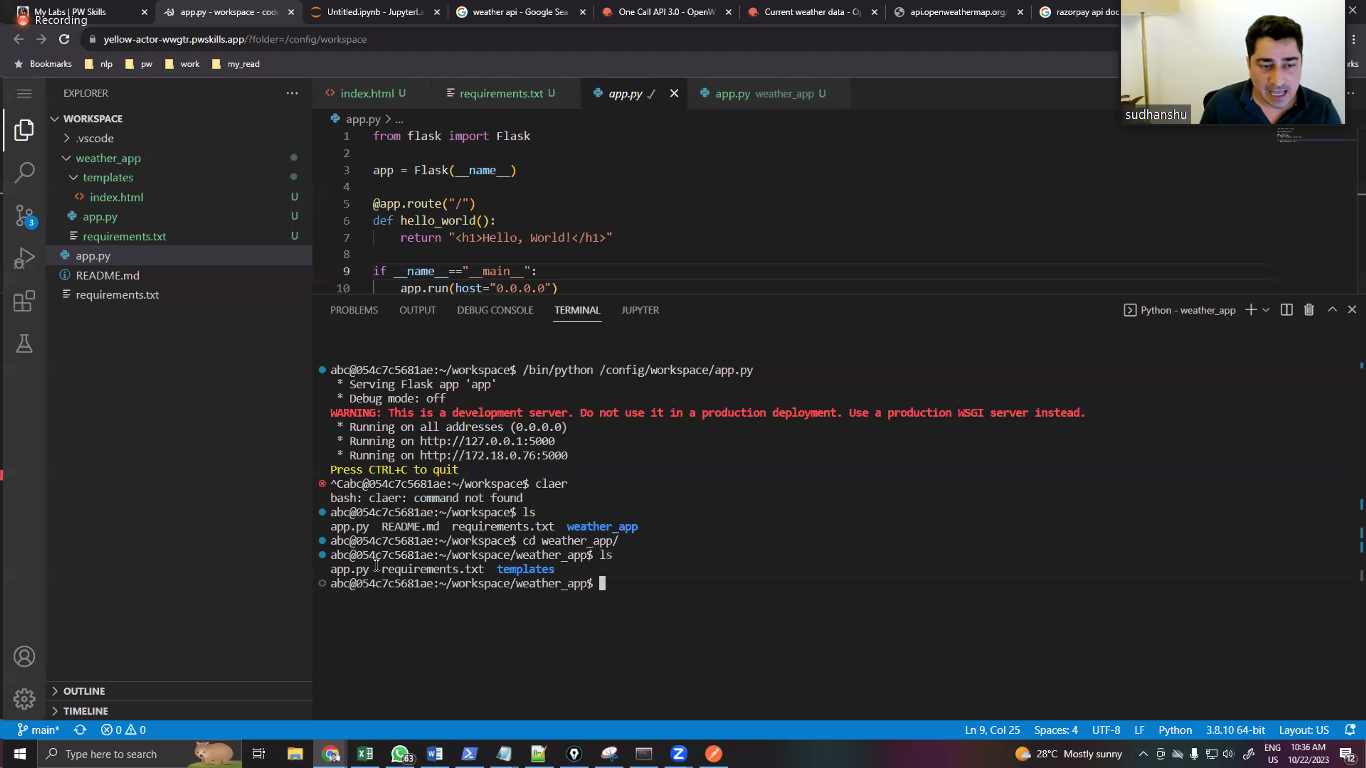 My Labs | PW Skills
app.py - workspace - cod
Untitled.ipynb - JupyterLa
weather api - Google Sea
One Call API 3.0 - OpenW
Current weather data - Op
api.openweathermap.org/
razorpay api doc
Recording
yellow-actor-wwgtr.pwskills.app/?folder=/config/workspace
Bookmarks
nlp
pw
work
my_read
sudhanshu
EXPLORER
index.html U
requirements.txt U
app.py ./
app.py weather_app U
WORKSPACE
.vscode
weather_app
templates
index.html U
app.py U
requirements.txt U
app.py
README.md
requirements.txt
OUTLINE
TIMELINE
app.py > ...
1 from flask import Flask
2
3 app = Flask(__name__)
4
5 @app.route("/")
6 def hello_world():
7 return "<h1>Hello, World!</h1>"
8
9 if __name__=="__main__":
10 app.run(host="0.0.0.0")
PROBLEMS OUTPUT DEBUG CONSOLE TERMINAL JUPYTER
Python - weather_app
abc@054c7c5681ae:~/workspace$ /bin/python /config/workspace/app.py
* Serving Flask app 'app'
* Debug mode: off
WARNING: This is a development server. Do not use it in a production deployment. Use a production WSGI server instead.
* Running on all addresses (0.0.0.0)
* Running on http://127.0.0.1:5000
* Running on http://172.18.0.76:5000
Press CTRL+C to quit
^Cabc@054c7c5681ae:~/workspace$ claer
bash: claer: command not found
abc@054c7c5681ae:~/workspace$ ls
app.py README.md requirements.txt weather_app
abc@054c7c5681ae:~/workspace$ cd weather_app/
abc@054c7c5681ae:~/workspace/weather_app$ ls
app.py requirements.txt templates
abc@054c7c5681ae:~/workspace/weather_app$
3
main*
0 0
Ln 9, Col 25
Spaces: 4
UTF-8
LF
Python
3.8.10 64-bit
Layout: US
Type here to search
63
28°C Mostly sunny
ENG
US
10:36 AM
10/22/2023
12